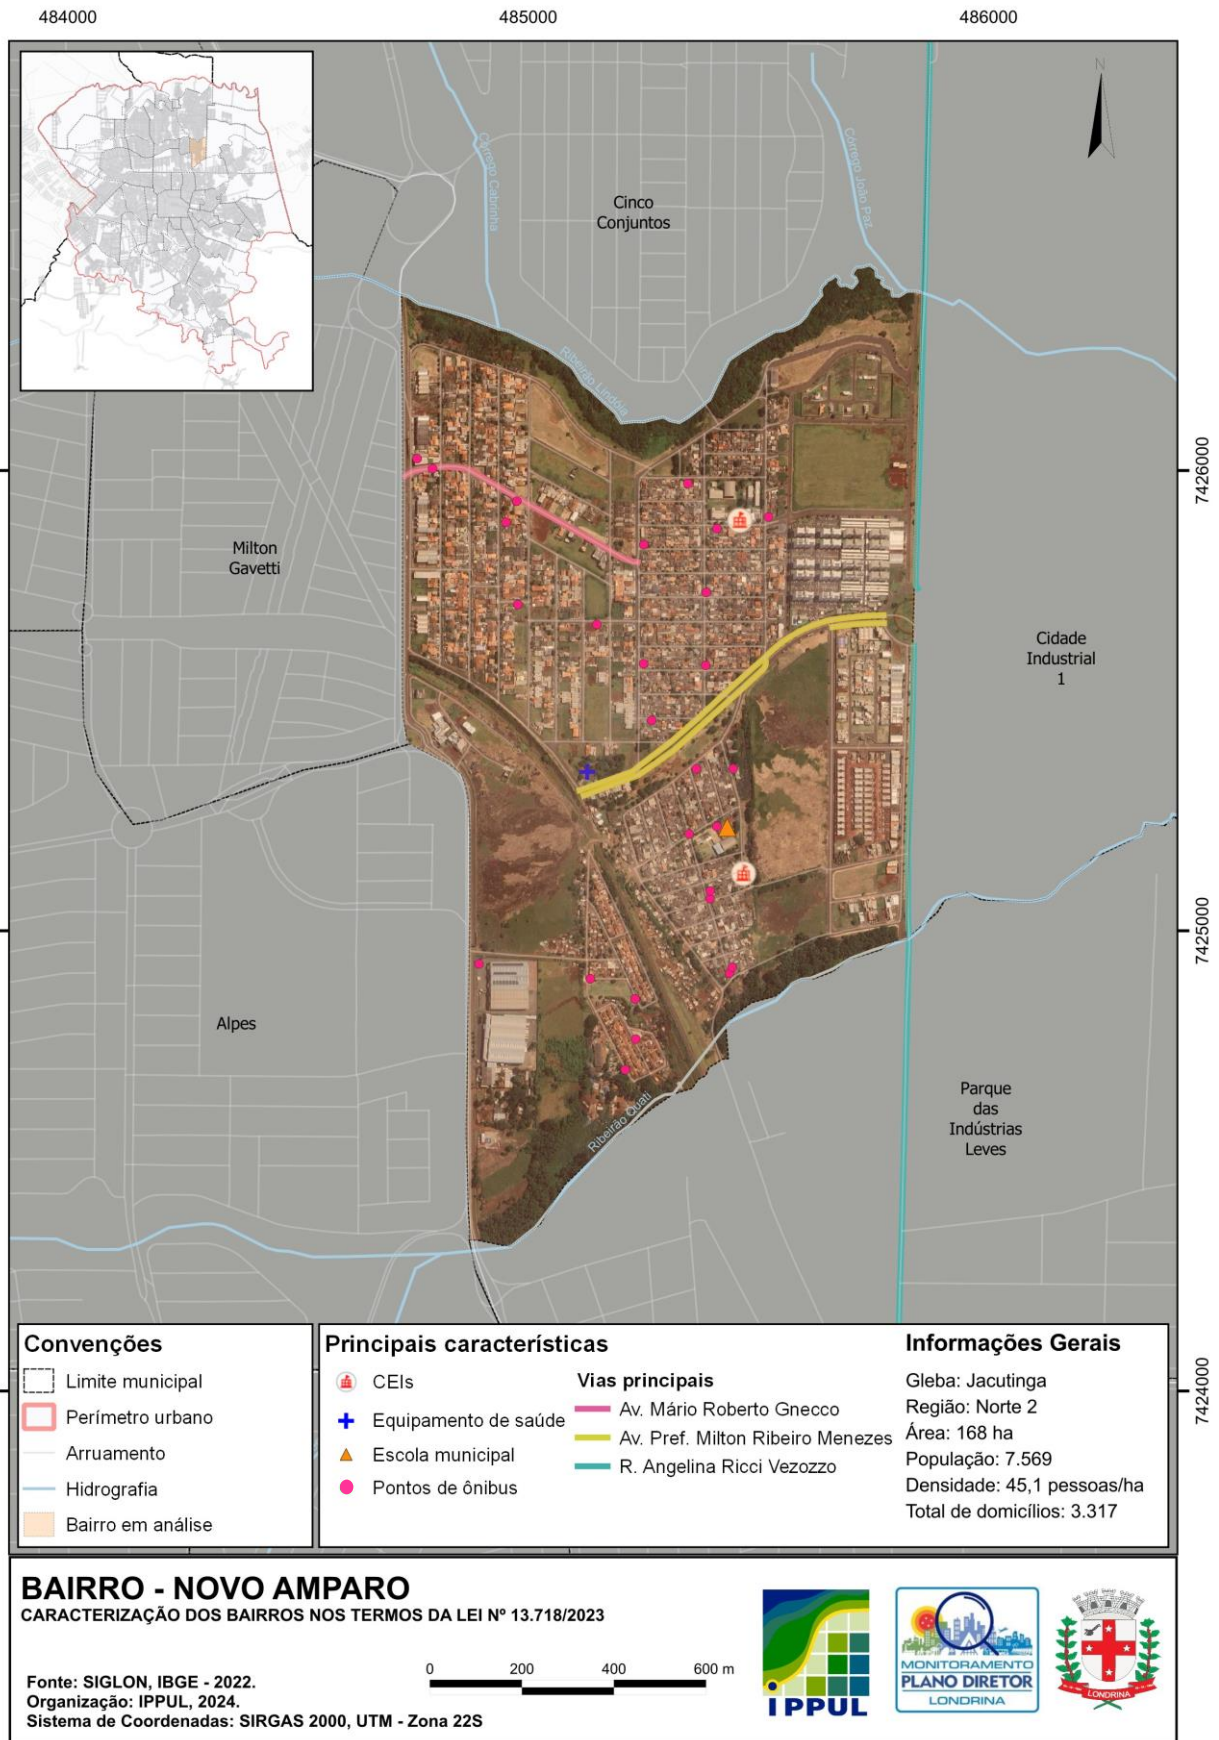 484000
485000
486000
N
Córrego Cabrinha
Córrego João Paz
Cinco
Conjuntos
Ribeirão Lindóia
7426000
Milton
Gavetti
Cidade
Industrial
1
7425000
Alpes
Parque
das
Indústrias
Leves
Ribeirão Quati
7424000
Convenções
Limite municipal
Perímetro urbano
Arruamento
Hidrografia
Bairro em análise
Principais características
CEIs
Equipamento de saúde
Escola municipal
Pontos de ônibus
Vias principais
Av. Mário Roberto Gnecco
Av. Pref. Milton Ribeiro Menezes
R. Angelina Ricci Vezozzo
Informações Gerais
Gleba: Jacutinga
Região: Norte 2
Área: 168 ha
População: 7.569
Densidade: 45,1 pessoas/ha
Total de domicílios: 3.317
BAIRRO - NOVO AMPARO
CARACTERIZAÇÃO DOS BAIRROS NOS TERMOS DA LEI Nº 13.718/2023
Fonte: SIGLON, IBGE - 2022.
Organização: IPPUL, 2024.
Sistema de Coordenadas: SIRGAS 2000, UTM - Zona 22S
0 200 400 600 m
IPPUL
MONITORAMENTO
PLANO DIRETOR
LONDRINA
LONDRINA